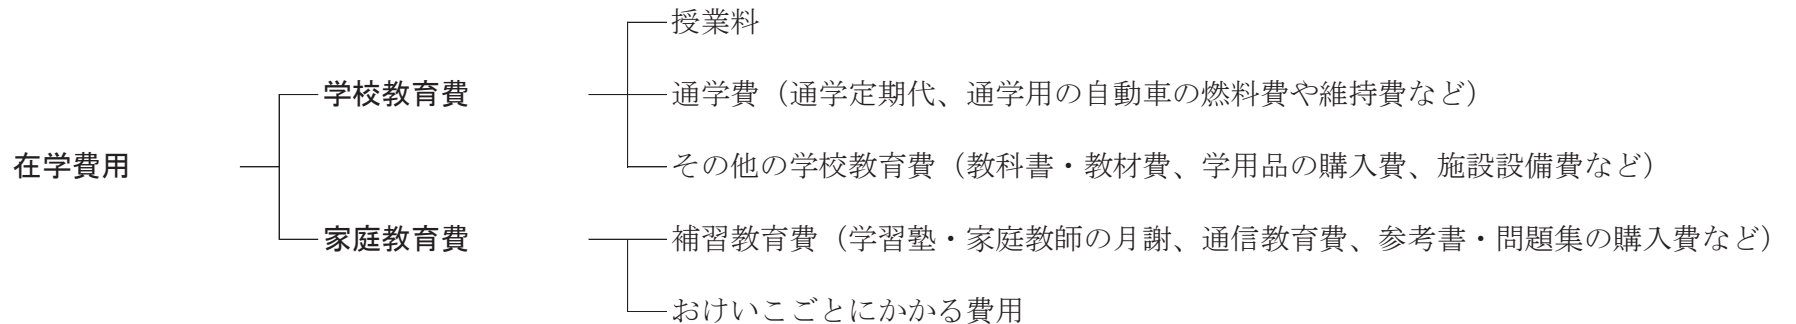 授業料
学校教育費
通学費（通学定期代、通学用の自動車の燃料費や維持費など）
在学費用
その他の学校教育費（教科書・教材費、学用品の購入費、施設設備費など）
家庭教育費
補習教育費（学習塾・家庭教師の月謝、通信教育費、参考書・問題集の購入費など）
おけいこごとにかかる費用